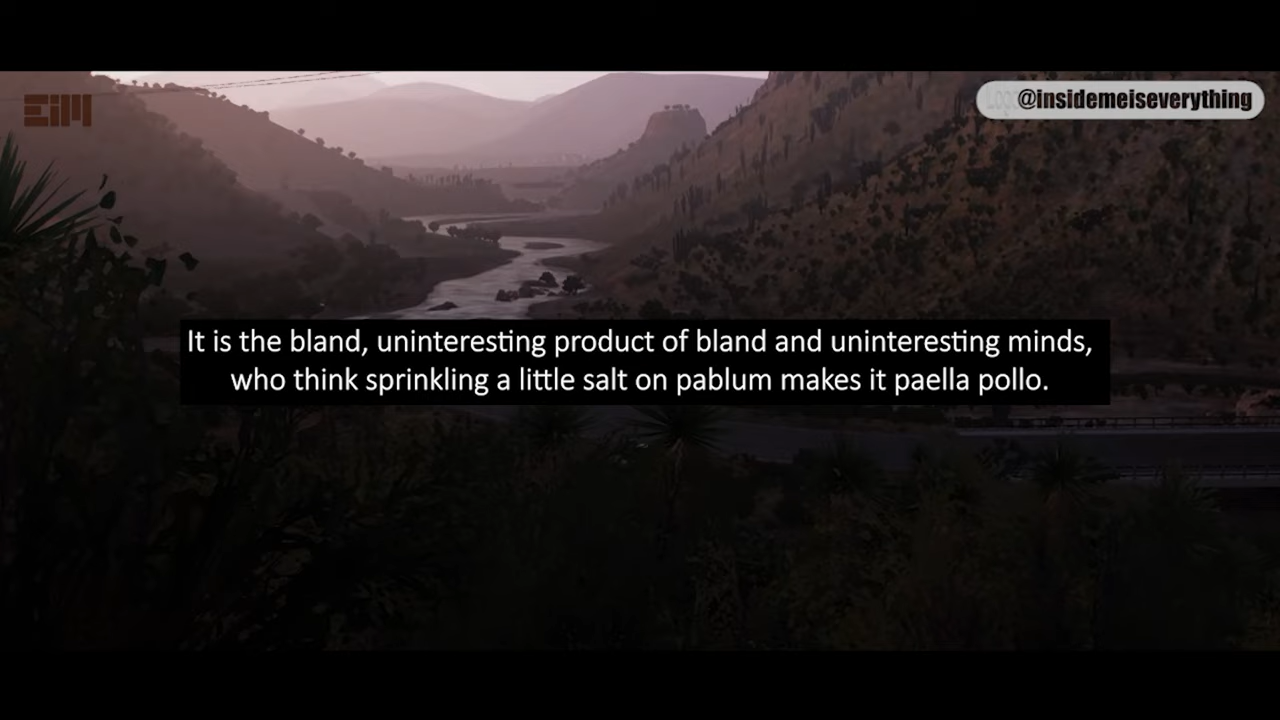 EIM
@insidemeiseverything
It is the bland, uninteresting product of bland and uninteresting minds,
who think sprinkling a little salt on pablum makes it paella pollo.